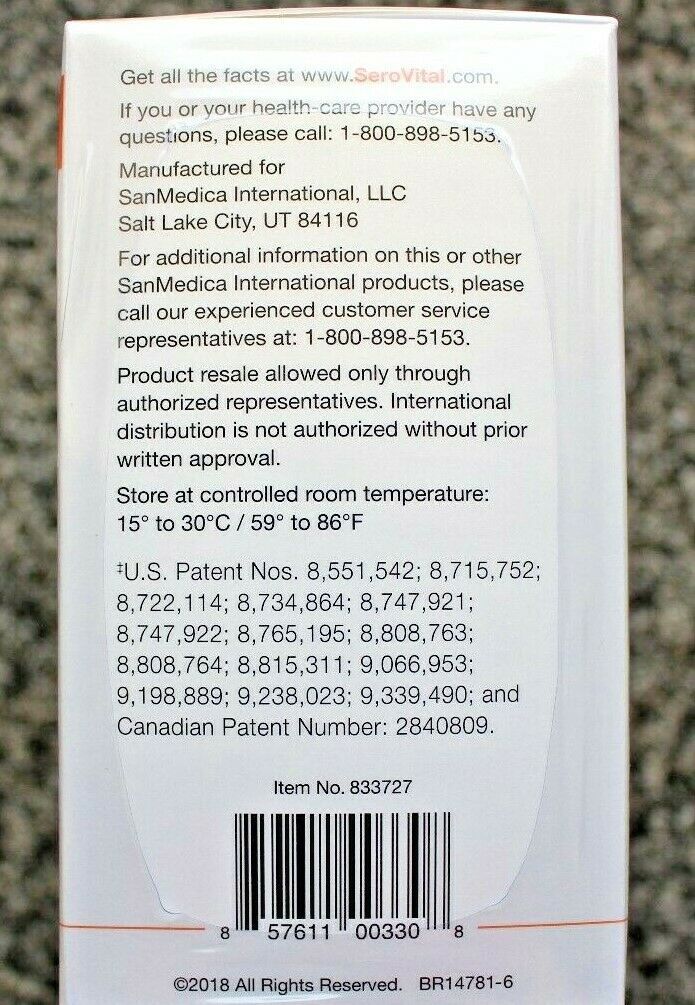 Get all the facts at www.SeroVital.com.
If you or your health-care provider have any
questions, please call: 1-800-898-5153.
Manufactured for
SanMedica International, LLC
Salt Lake City, UT 84116
For additional information on this or other
SanMedica International products, please
call our experienced customer service
representatives at: 1-800-898-5153.
Product resale allowed only through
authorized representatives. International
distribution is not authorized without prior
written approval.
Store at controlled room temperature:
15° to 30°C / 59° to 86°F
‡U.S. Patent Nos. 8,551,542; 8,715,752;
8,722,114; 8,734,864; 8,747,921;
8,747,922; 8,765,195; 8,808,763;
8,808,764; 8,815,311; 9,066,953;
9,198,889; 9,238,023; 9,339,490; and
Canadian Patent Number: 2840809.
Item No. 833727
8 57611 00330 8
©2018 All Rights Reserved. BR14781-6